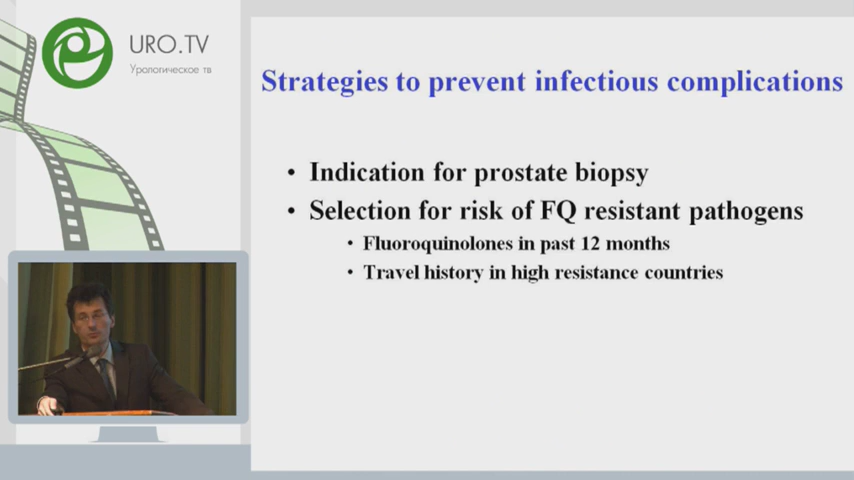 URO.TV
Урологическое тв
Strategies to prevent infectious complications
• Indication for prostate biopsy
• Selection for risk of FQ resistant pathogens
• Fluoroquinolones in past 12 months
• Travel history in high resistance countries